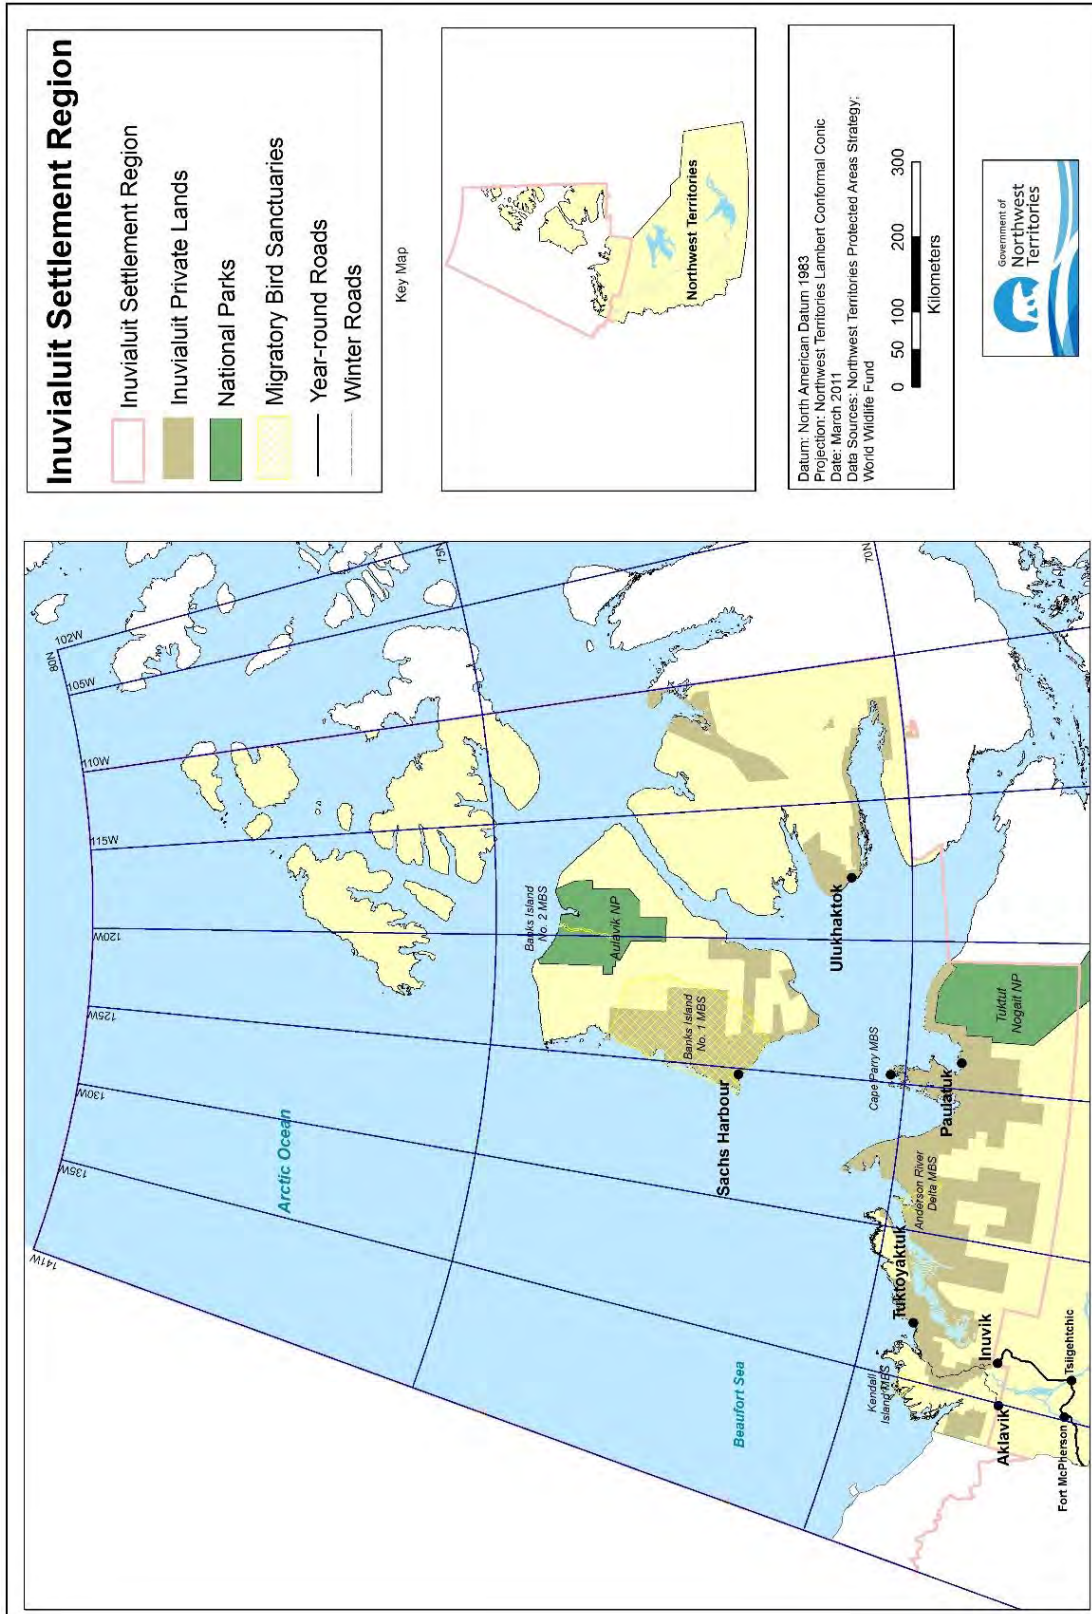 Inuvialuit Settlement Region
Inuvialuit Settlement Region
Inuvialuit Private Lands
National Parks
Migratory Bird Sanctuaries
Year-round Roads
Winter Roads
Key Map
Northwest Territories
Datum: North American Datum 1983
Projection: Northwest Territories Lambert Conformal Conic
Date: March 2011
Data Sources: Northwest Territories Protected Areas Strategy;
World Wildlife Fund
0 50 100 200 300
Kilometers
Government of
Northwest
Territories
141W
135W
130W
125W
120W
115W
110W
105W
102W
80N
75N
70N
Arctic Ocean
Beaufort Sea
Banks Island
No. 2 MBS
Aulavik NP
Banks Island
No. 1 MBS
Sachs Harbour
Ulukhaktok
Cape Parry MBS
Paulatuk
Tuktut
Nogait NP
Anderson River
Delta MBS
Tuktoyaktuk
Kendall
Island MBS
Inuvik
Aklavik
Tsiigehtchic
Fort McPherson